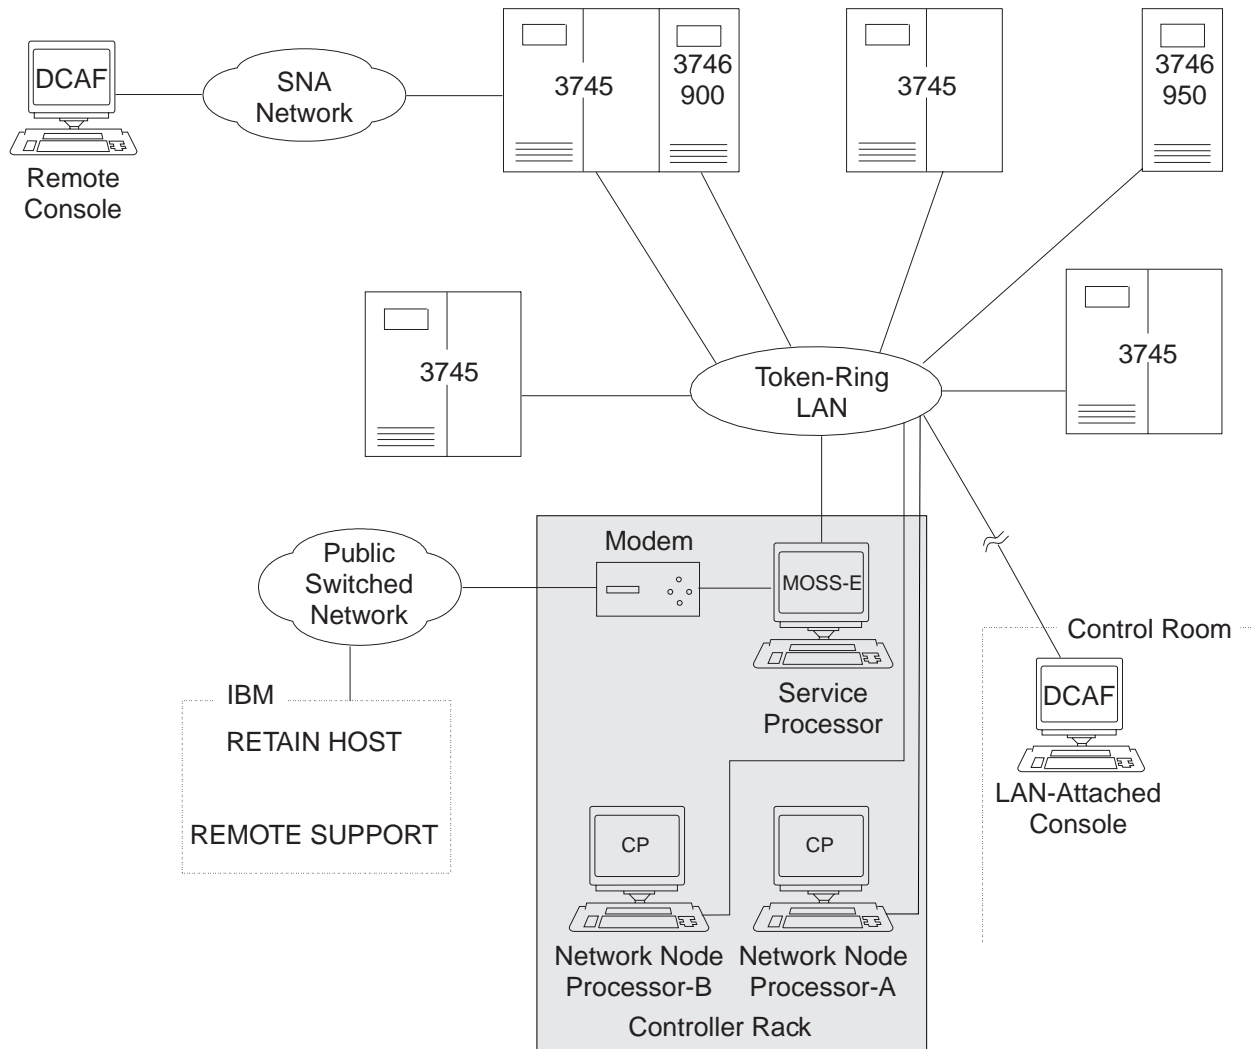 DCAF
Remote
Console
SNA
Network
3745
3746
900
3745
3746
950
3745
Token-Ring
LAN
3745
Public
Switched
Network
Modem
MOSS-E
Service
Processor
Control Room
DCAF
LAN-Attached
Console
IBM
RETAIN HOST
REMOTE SUPPORT
CP
Network Node
Processor-B
CP
Network Node
Processor-A
Controller Rack